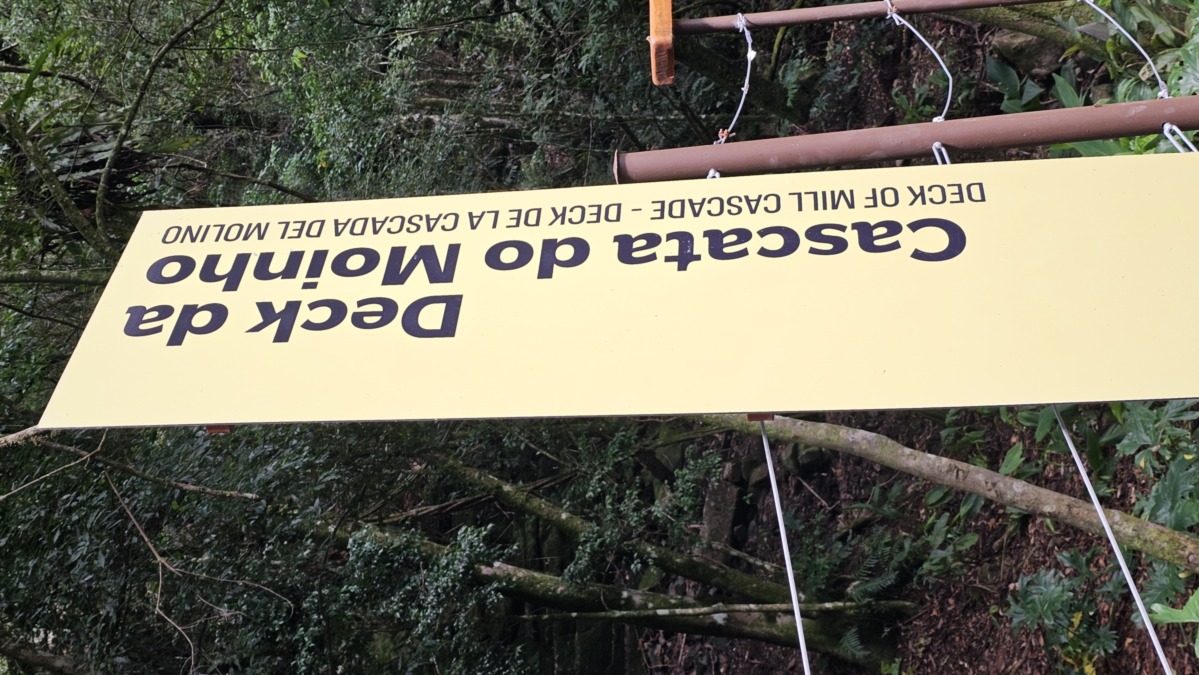 Deck da
Cascata do Moinho
DECK OF MILL CASCADE - DECK DE LA CASCADA DEL MOLINO